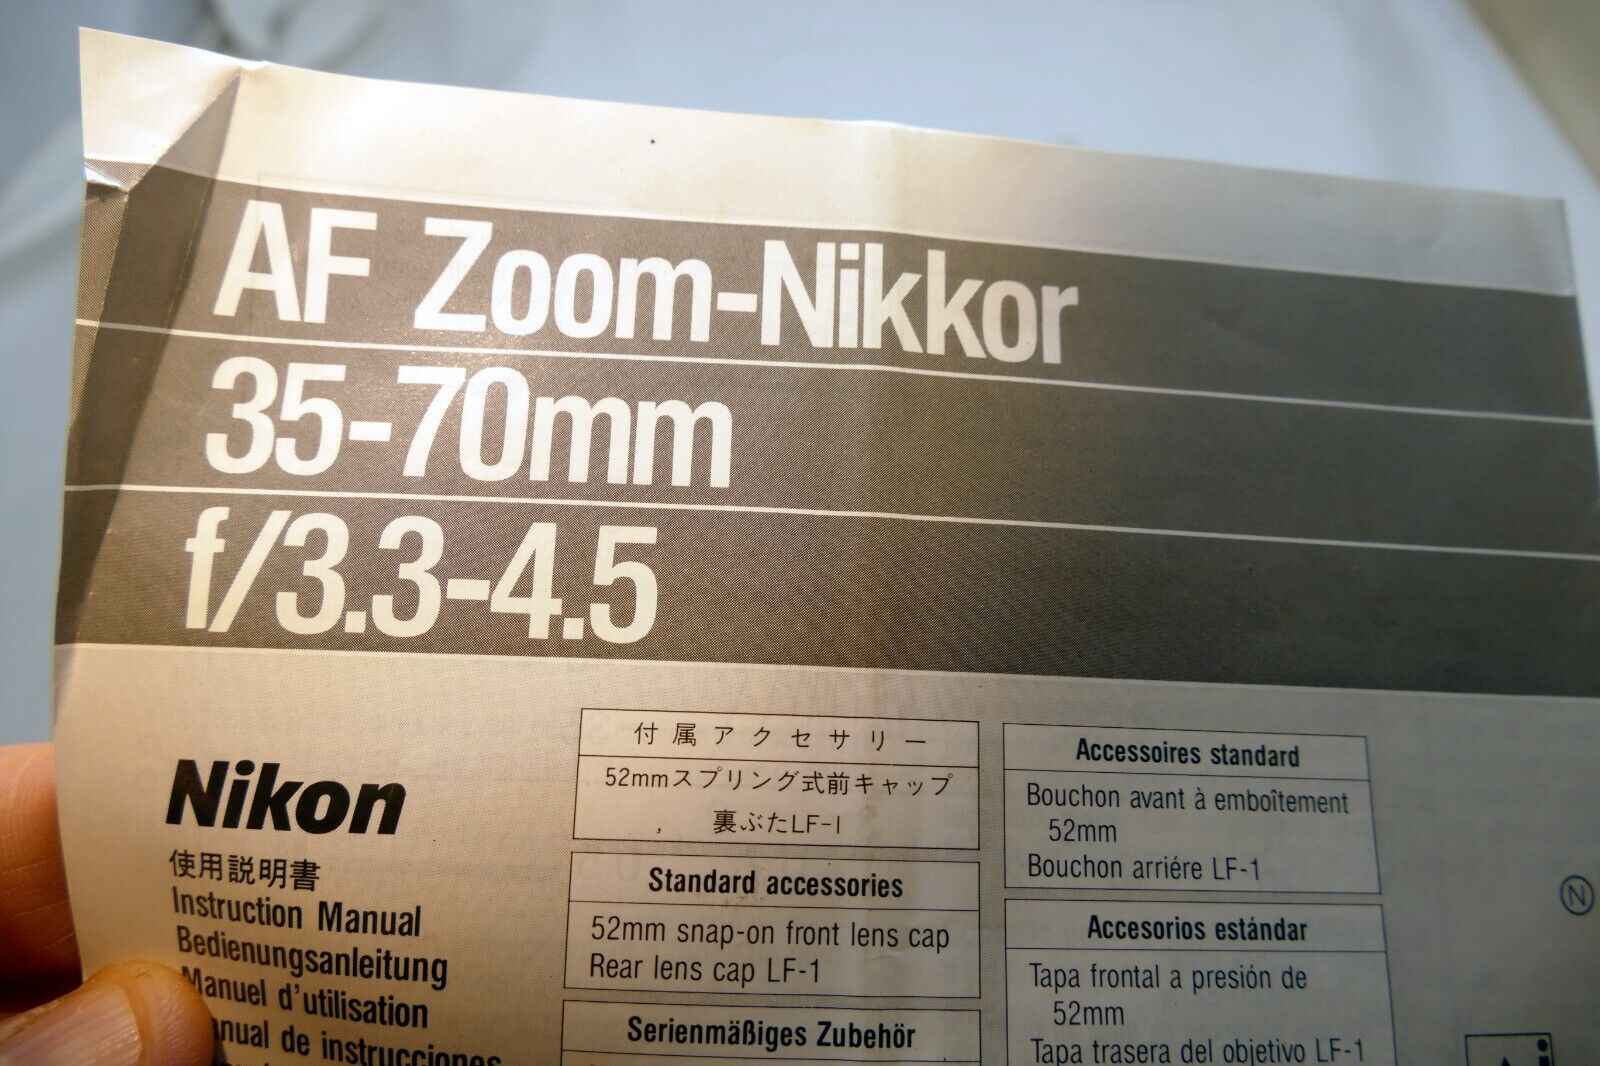 AF Zoom-Nikkor
35-70mm
f/3.3-4.5
Nikon
使用説明書
Instruction Manual
Bedienungsanleitung
Manuel d'utilisation
de instrucciones
付属アクセサリー
52mmスプリング式前キャップ
裏ぶたLF-1
Standard accessories
52mm snap-on front lens cap
Rear lens cap LF-1
Serienmäßiges Zubehör
Accessoires standard
Bouchon avant à emboîtement
52mm
Bouchon arriére LF-1
Accesorios estándar
Tapa frontal a presión de
52mm
Tapa trasera del objetivo LF-1
N